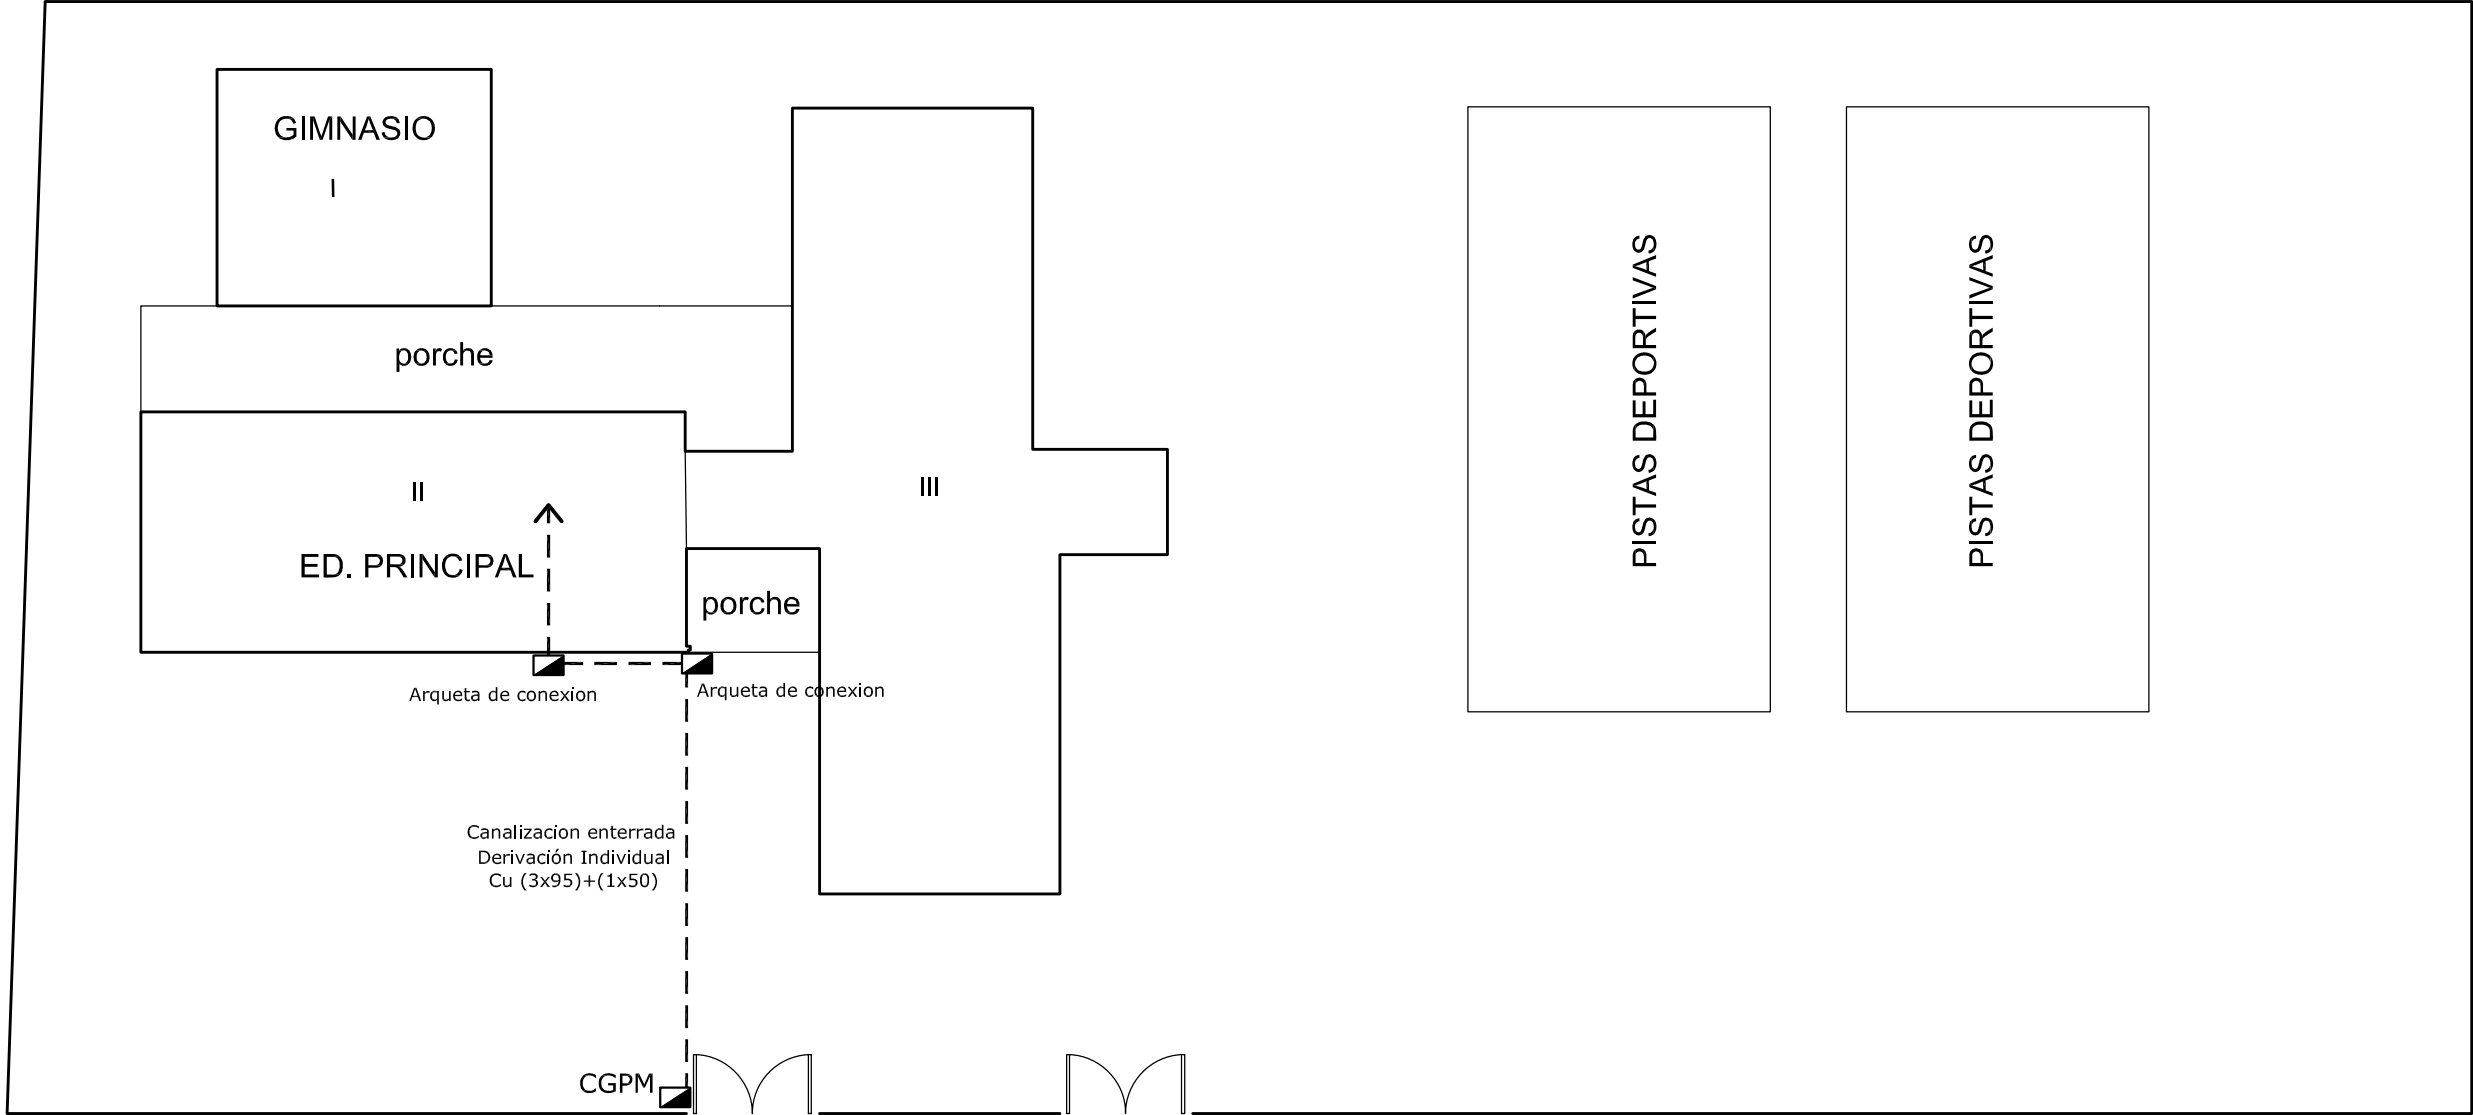 GIMNASIO
I
porche
II
III
ED. PRINCIPAL
porche
PISTAS DEPORTIVAS
PISTAS DEPORTIVAS
Arqueta de conexion
Arqueta de conexion
Canalizacion enterrada
Derivación Individual
Cu (3x95)+(1x50)
CGPM